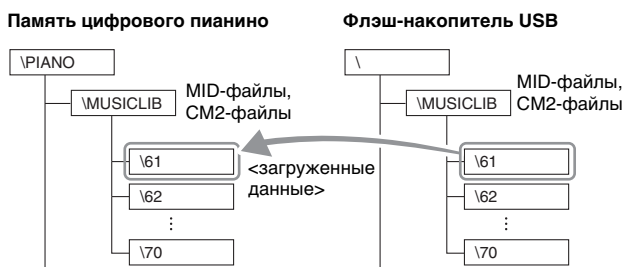 Память цифрового пианино
\PIANO
\MUSICLIB
MID-файлы,
CM2-файлы
\61
<загруженные
данные>
\62
⋮
\70
Флэш-накопитель USB
\
\MUSICLIB
MID-файлы,
CM2-файлы
\61
\62
⋮
\70